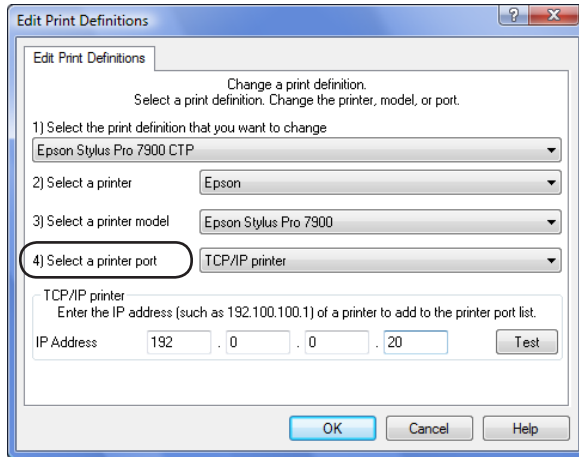 Edit Print Definitions
?
X
Edit Print Definitions
Change a print definition.
Select a print definition. Change the printer, model, or port.
1) Select the print definition that you want to change
Epson Stylus Pro 7900 CTP
2) Select a printer Epson
3) Select a printer model Epson Stylus Pro 7900
4) Select a printer port TCP/IP printer
TCP/IP printer
Enter the IP address (such as 192.100.100.1) of a printer to add to the printer port list.
IP Address 192 . 0 . 0 . 20 Test
OK Cancel Help